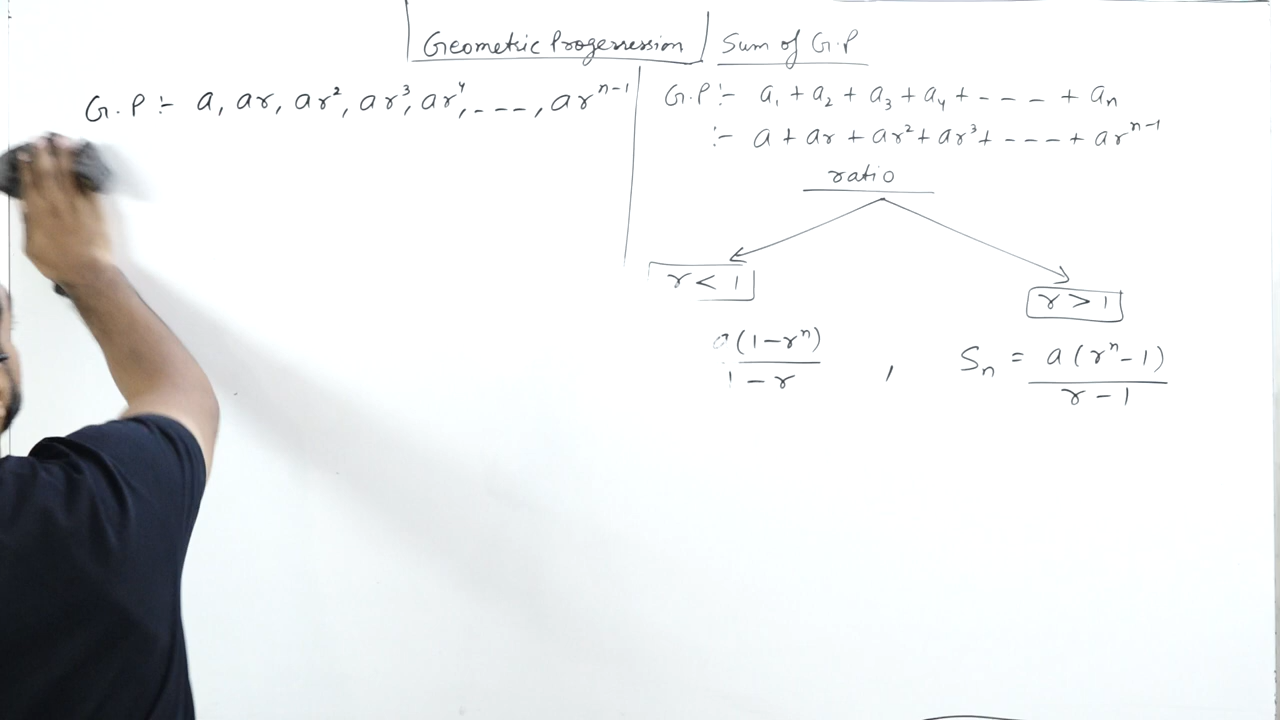 Geometric Progerression | Sum of G.P
G.P :- a, ar, ar², ar³, ar⁴, - - - -, arⁿ⁻¹
G.P :- a₁ + a₂ + a₃ + a₄ + - - - - + aₙ
:- a + ar + ar² + ar³ + - - - - + arⁿ⁻¹
ratio
r < 1
r > 1
a(1-rⁿ) / 1-r , Sₙ = a(rⁿ-1) / r-1